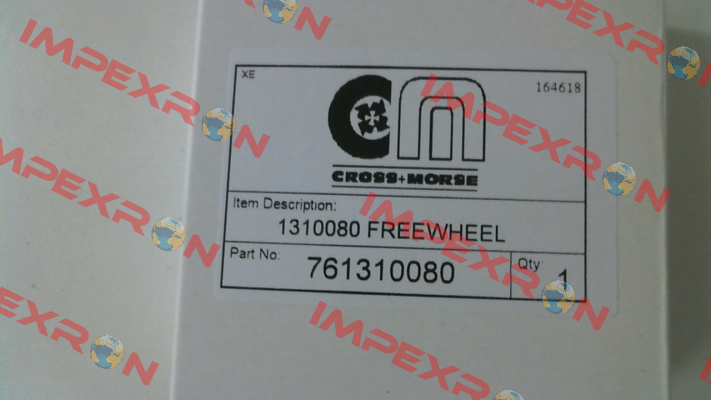 XE
164618
CM
CROSS+MORSE
Item Description:
1310080 FREEWHEEL
Part No:
761310080
Qty:
1
IMPEXRON
IMPEXRON
IMPEXRON
IMPEXRON
IMPEXRON
IMPEXRON
IMPEXRON